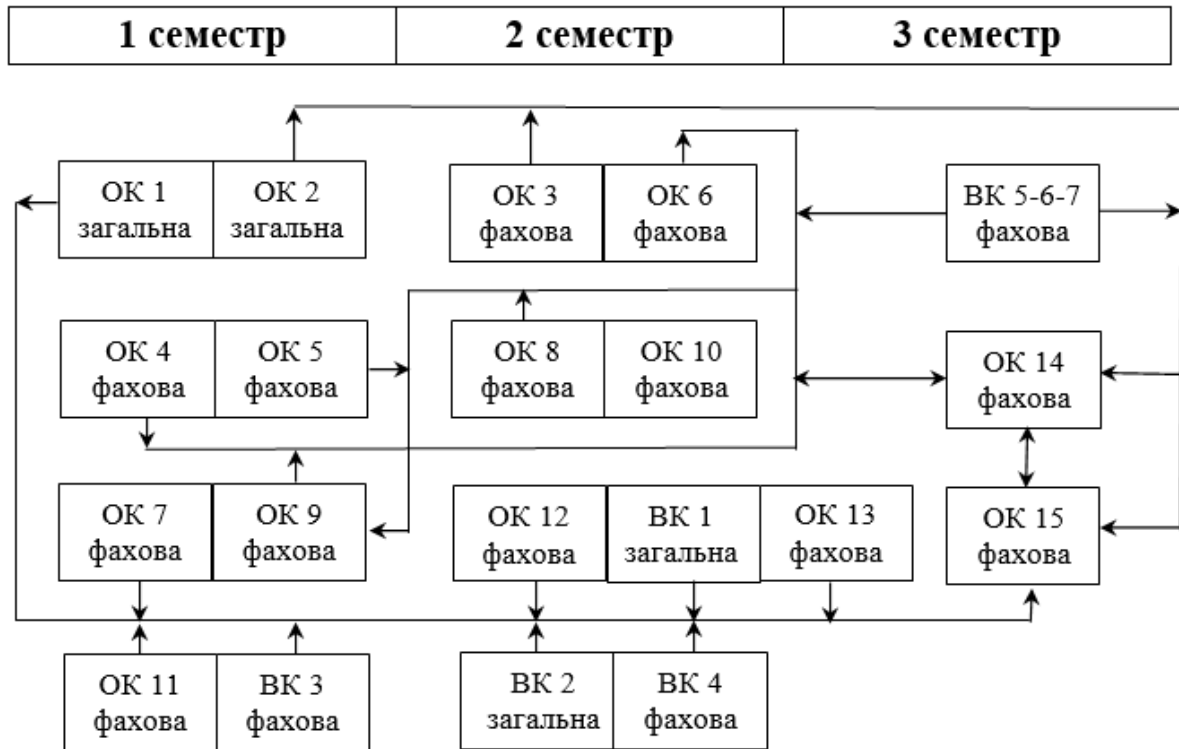 1 семестр 2 семестр 3 семестр
ОК 1 ОК 2 ОК 3 ОК 6 ВК 5-6-7
загальна загальна фахова фахова фахова
ОК 4 ОК 5 ОК 8 ОК 10 ОК 14
фахова фахова фахова фахова фахова
ОК 7 ОК 9 ОК 12 ВК 1 ОК 13 ОК 15
фахова фахова фахова загальна фахова фахова
ОК 11 ВК 3 ВК 2 ВК 4
фахова фахова загальна фахова